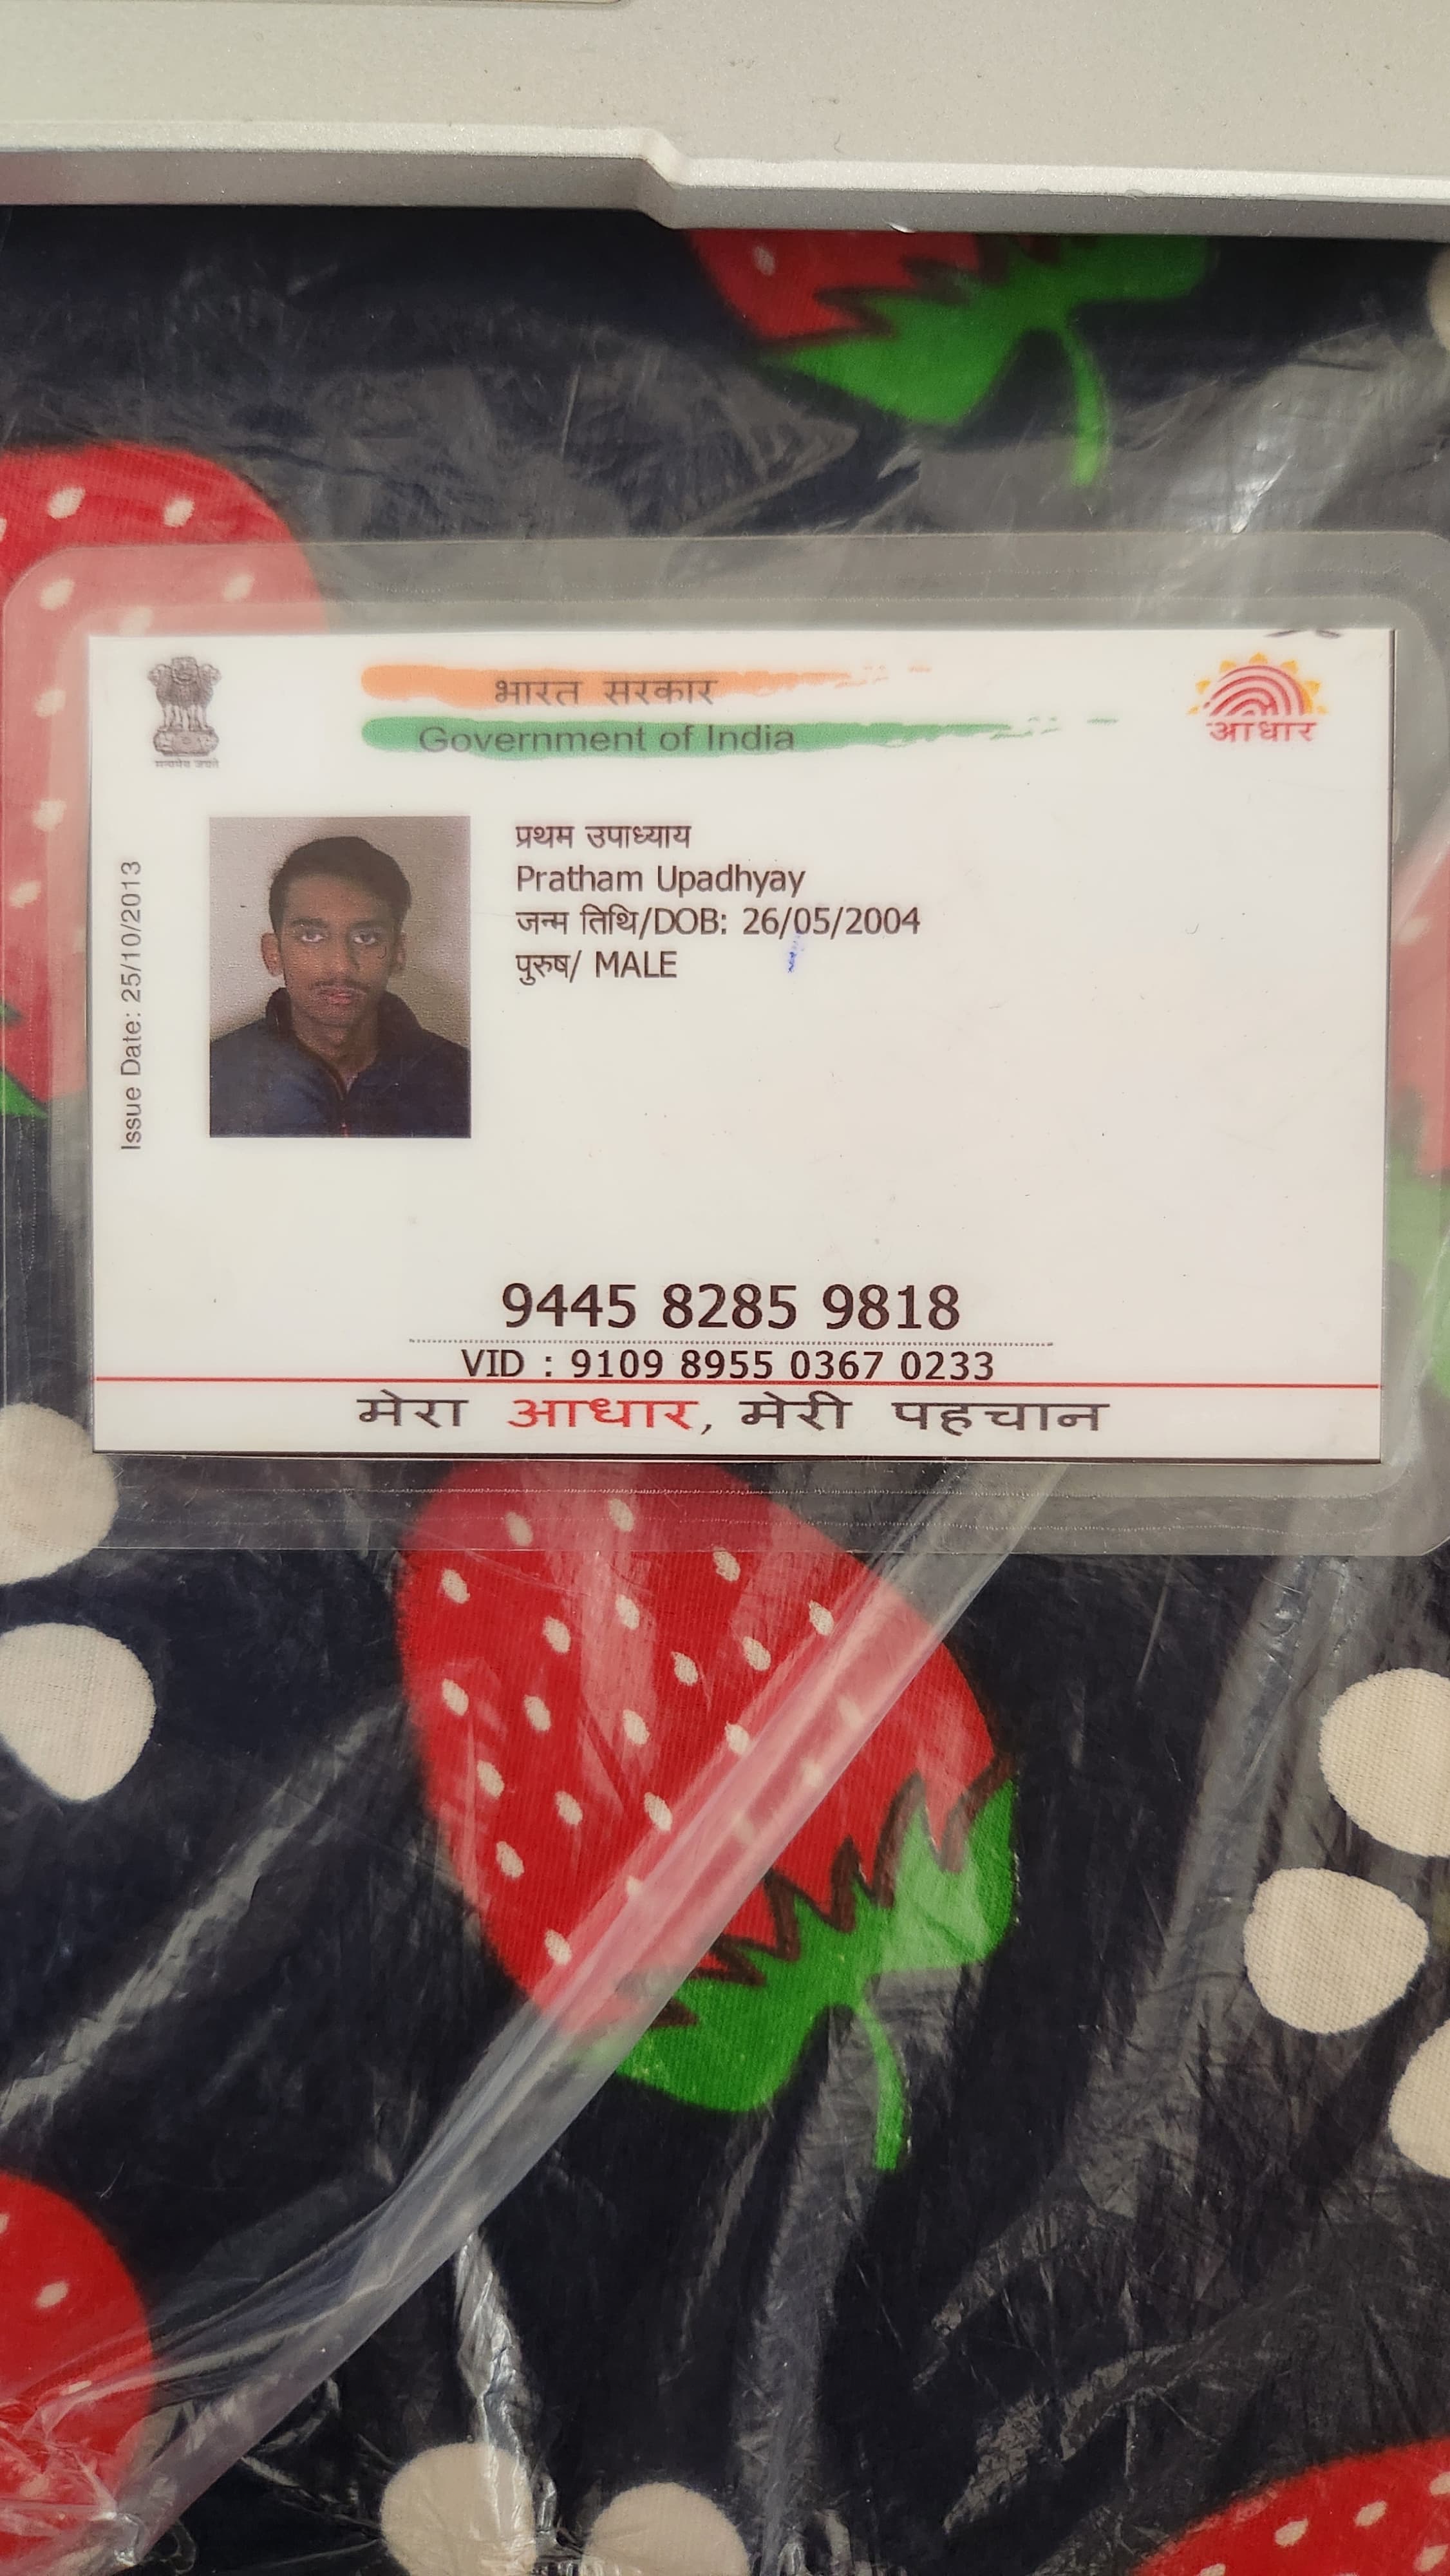 भारत सरकार
Government of India
सत्यमेव जयते
आधार
Issue Date: 25/10/2013
प्रथम उपाध्याय
Pratham Upadhyay
जन्म तिथि/DOB: 26/05/2004
पुरुष/ MALE
9445 8285 9818
VID : 9109 8955 0367 0233
मेरा आधार, मेरी पहचान